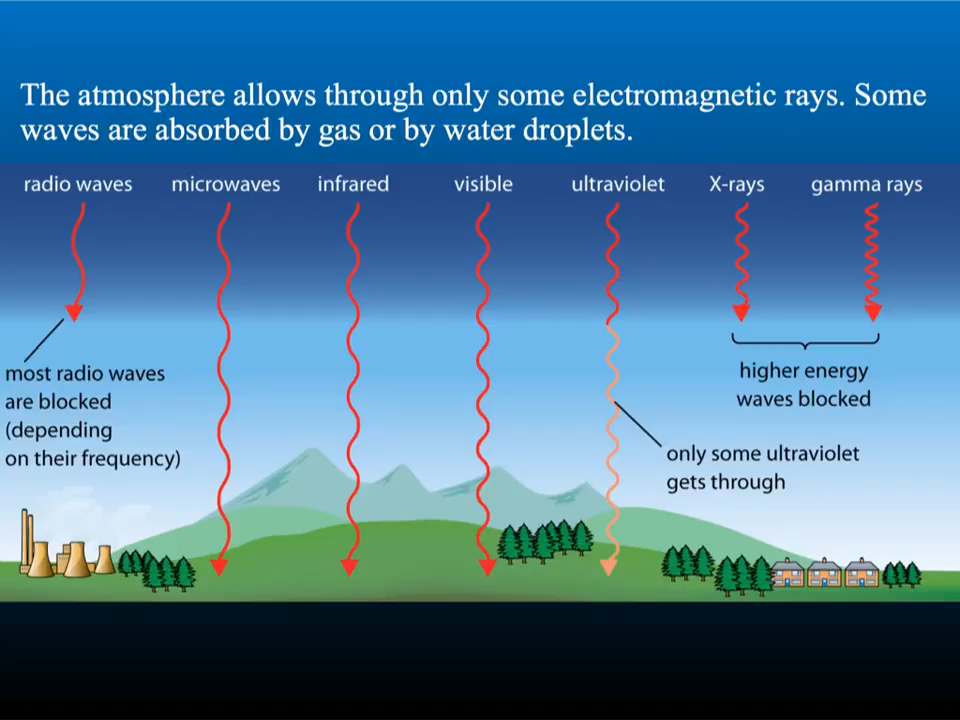 The atmosphere allows through only some electromagnetic rays. Some
waves are absorbed by gas or by water droplets.
radio waves
microwaves
infrared
visible
ultraviolet
X-rays
gamma rays
most radio waves
are blocked
(depending
on their frequency)
higher energy
waves blocked
only some ultraviolet
gets through